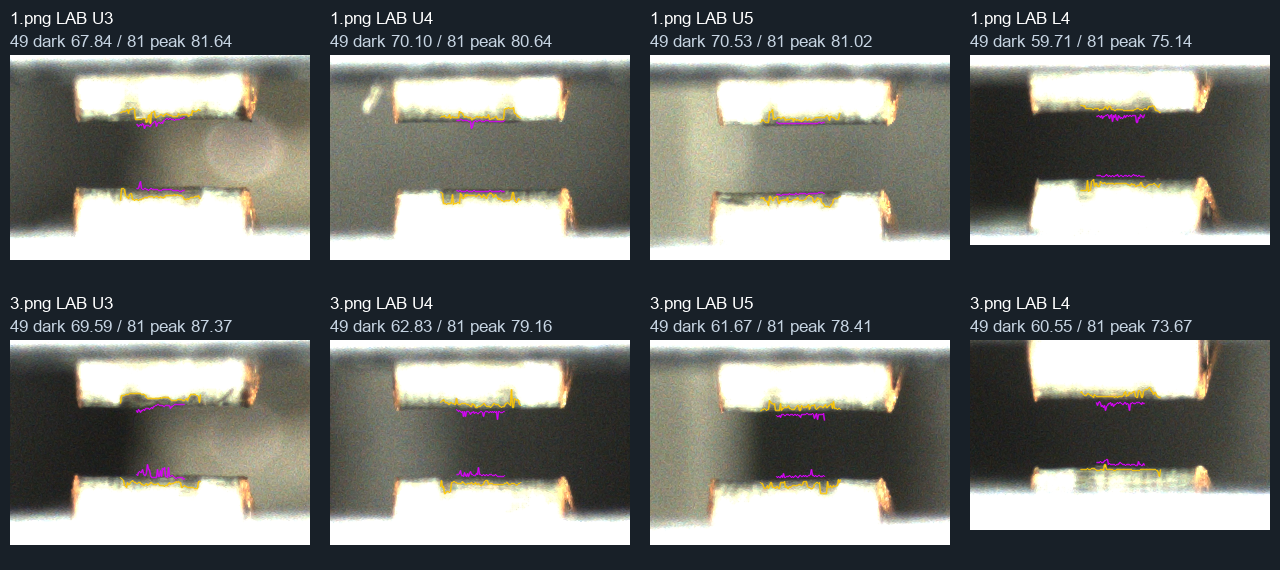 1.png LAB U3
49 dark 67.84 / 81 peak 81.64
1.png LAB U4
49 dark 70.10 / 81 peak 80.64
1.png LAB U5
49 dark 70.53 / 81 peak 81.02
1.png LAB L4
49 dark 59.71 / 81 peak 75.14
3.png LAB U3
49 dark 69.59 / 81 peak 87.37
3.png LAB U4
49 dark 62.83 / 81 peak 79.16
3.png LAB U5
49 dark 61.67 / 81 peak 78.41
3.png LAB L4
49 dark 60.55 / 81 peak 73.67